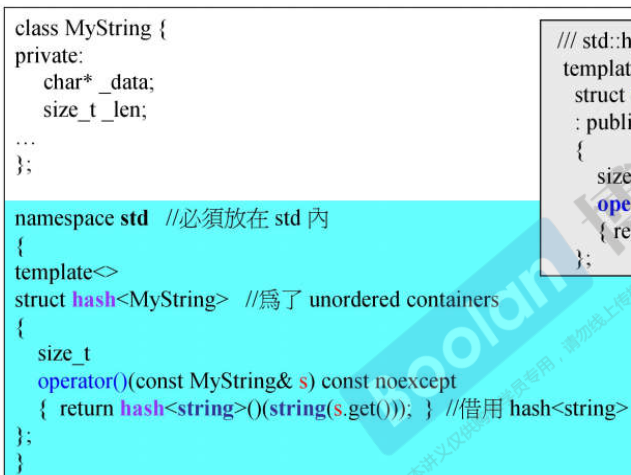 class MyString {
private:
char* _data;
size_t _len;
…
};
namespace std //必須放在 std 內
{
template<>
struct hash<MyString> //爲了 unordered containers
{
size_t
operator()(const MyString& s) const noexcept
{ return hash<string>()(string(s.get())); } //借用 hash<string>
};
}
/// std::h
templat
struct
: publi
{
size
ope
{ re
};
Boolan